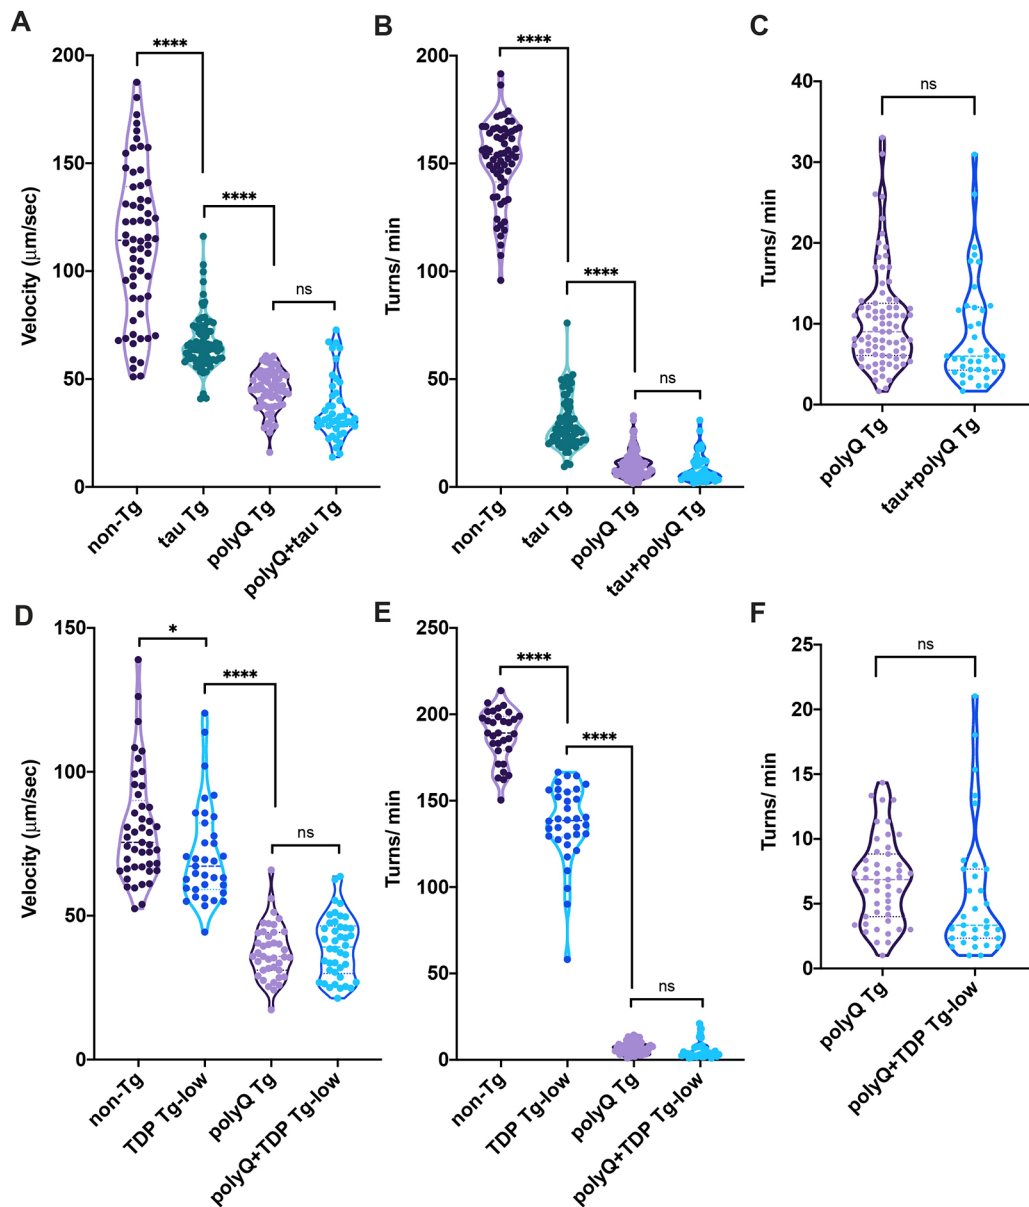 A
Velocity (μm/sec)
200
150
100
50
0
****
****
ns
non-Tg
tau Tg
polyQ Tg
polyQ+tau Tg
B
Turns/ min
200
150
100
50
0
****
****
ns
non-Tg
tau Tg
polyQ Tg
tau+polyQ Tg
C
Turns/ min
40
30
20
10
0
ns
polyQ Tg
tau+polyQ Tg
D
Velocity (μm/sec)
150
100
50
0
*
****
ns
non-Tg
TDP Tg-low
polyQ Tg
polyQ+TDP Tg-low
E
Turns/ min
250
200
150
100
50
0
****
****
ns
non-Tg
TDP Tg-low
polyQ Tg
polyQ+TDP Tg-low
F
Turns/ min
25
20
15
10
5
0
ns
polyQ Tg
polyQ+TDP Tg-low